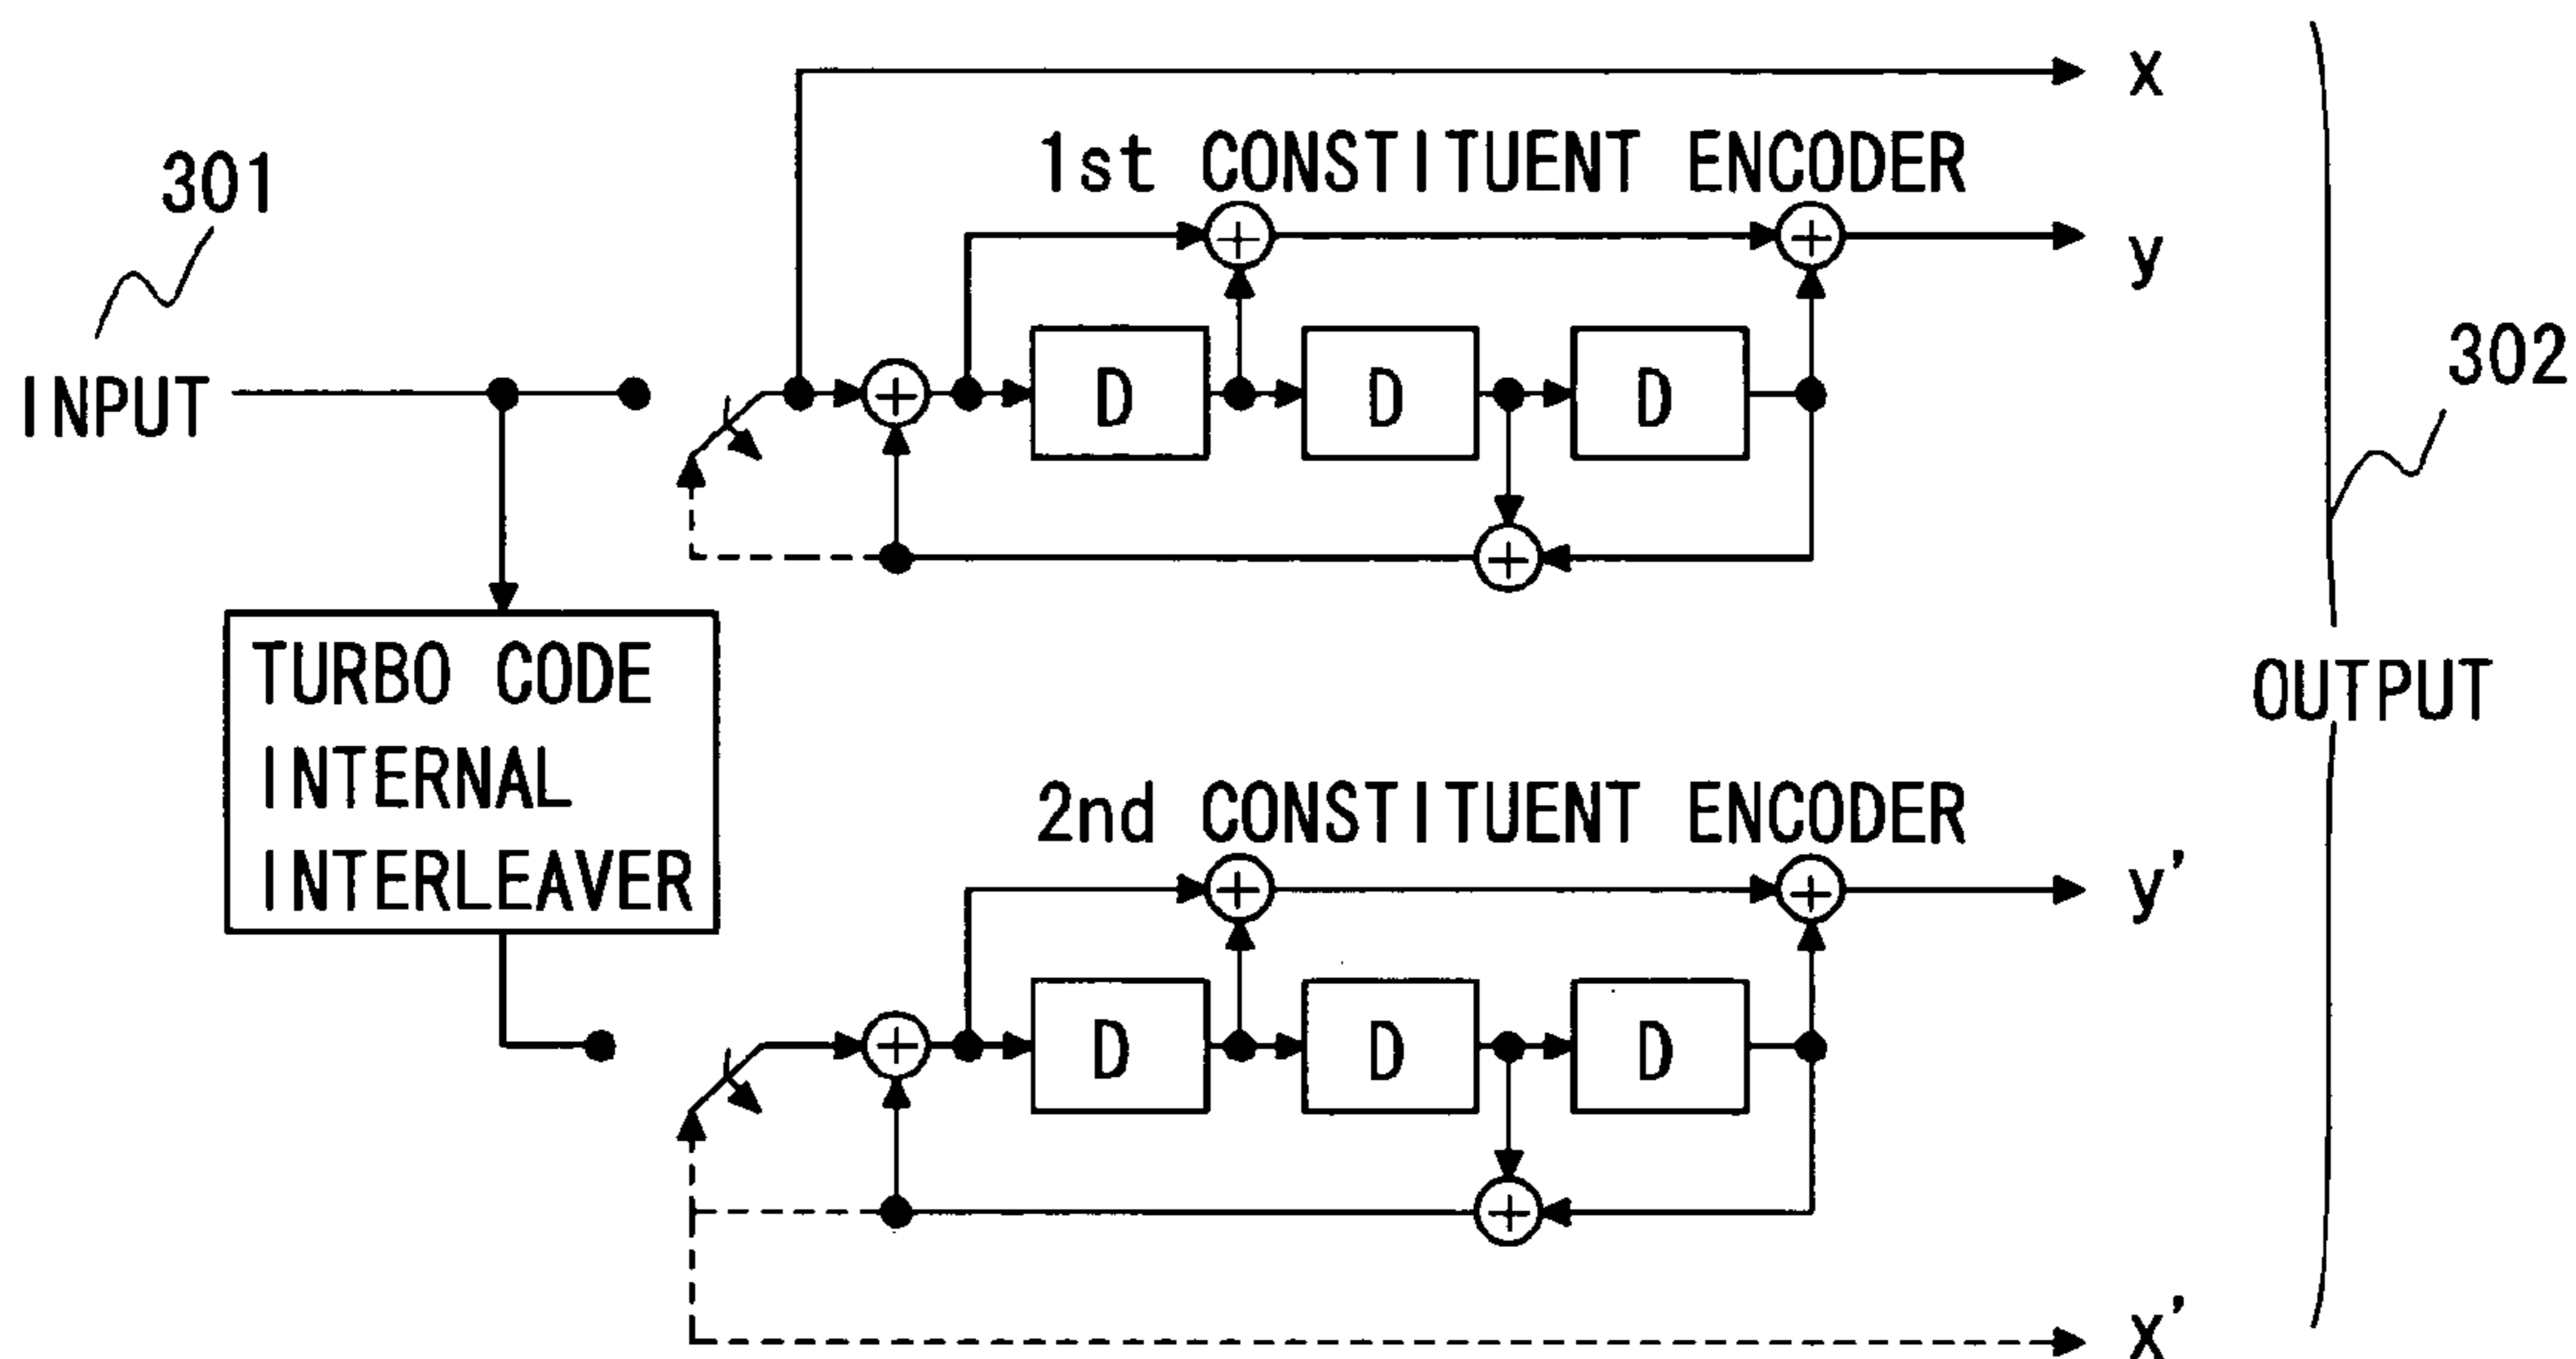 x
1st CONSTITUENT ENCODER
301
y
302
INPUT
D
D
D
TURBO CODE
INTERNAL
INTERLEAVER
OUTPUT
2nd CONSTITUENT ENCODER
y'
D
D
D
x'